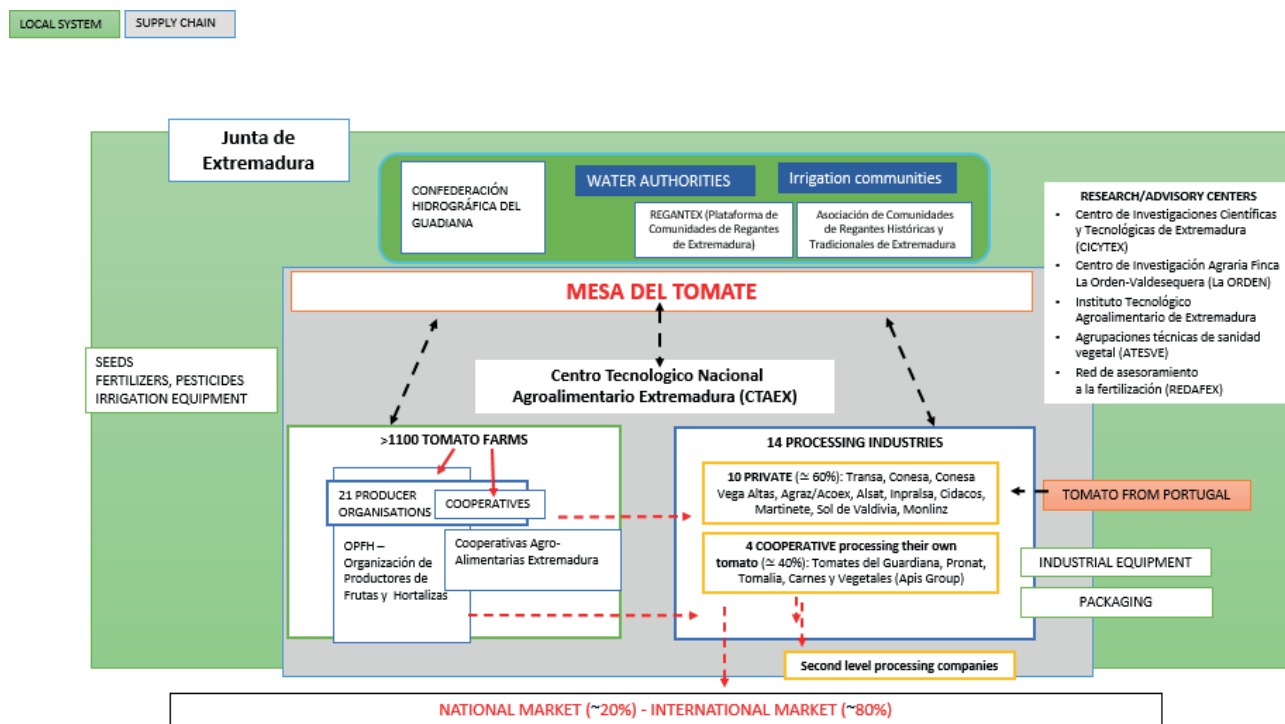 LOCAL SYSTEM
SUPPLY CHAIN
Junta de
Extremadura
CONFEDERACIÓN
HIDROGRÁFICA DEL
GUADIANA
WATER AUTHORITIES
Irrigation communities
REGANTEX (Plataforma de
Comunidades de Regantes
de Extremadura)
Asociación de Comunidades
de Regantes Históricas y
Tradicionales de Extremadura
RESEARCH/ADVISORY CENTERS
• Centro de Investigaciones Científicas
y Tecnológicas de Extremadura
(CICYTEX)
• Centro de Investigación Agraria Finca
La Orden-Valdesequera (La ORDEN)
• Instituto Tecnológico
Agroalimentario de Extremadura
• Agrupaciones técnicas de sanidad
vegetal (ATESVE)
• Red de asesoramiento
a la fertilización (REDAFEX)
MESA DEL TOMATE
SEEDS
FERTILIZERS, PESTICIDES
IRRIGATION EQUIPMENT
Centro Tecnologico Nacional
Agroalimentario Extremadura (CTAEX)
>1100 TOMATO FARMS
21 PRODUCER
ORGANISATIONS
COOPERATIVES
OPFH –
Organización de
Productores de
Frutas y Hortalizas
Cooperativas Agro-
Alimentarias Extremadura
14 PROCESSING INDUSTRIES
10 PRIVATE (≃ 60%): Transa, Conesa, Conesa
Vega Altas, Agraz/Acoex, Alsat, Inpralsa, Cidacos,
Martinete, Sol de Valdivia, Monlinz
4 COOPERATIVE processing their own
tomato (≃ 40%): Tomates del Guardiana, Pronat,
Tomalia, Carnes y Vegetales (Apis Group)
TOMATO FROM PORTUGAL
INDUSTRIAL EQUIPMENT
PACKAGING
Second level processing companies
NATIONAL MARKET (~20%) - INTERNATIONAL MARKET (~80%)